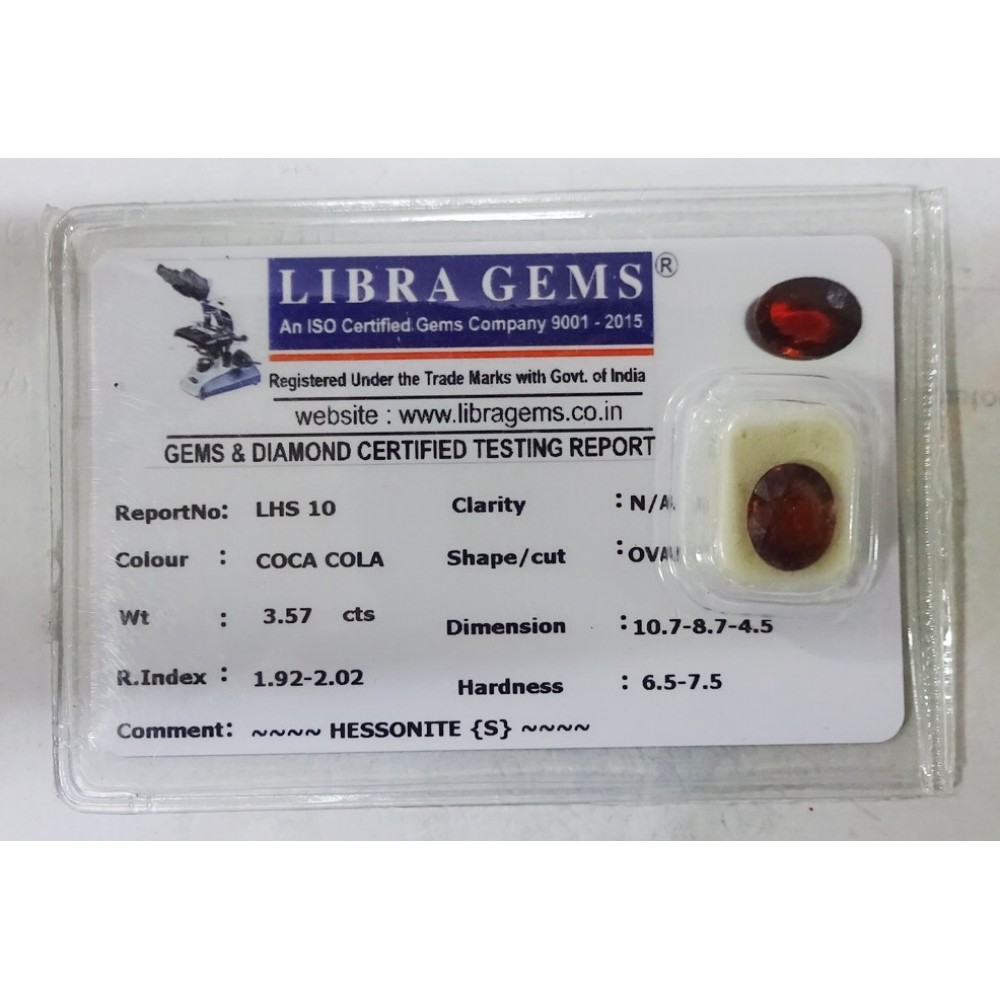 LIBRA GEMS ®
An ISO Certified Gems Company 9001 - 2015
Registered Under the Trade Marks with Govt. of India
website : www.libragems.co.in
GEMS & DIAMOND CERTIFIED TESTING REPORT
ReportNo: LHS 10 Clarity : N/A
Colour : COCA COLA Shape/cut :
Wt : 3.57 cts Dimension : 10.7-8.7-4.5
R.Index : 1.92-2.02 Hardness : 6.5-7.5
Comment: ~~~~ HESSONITE {S} ~~~~